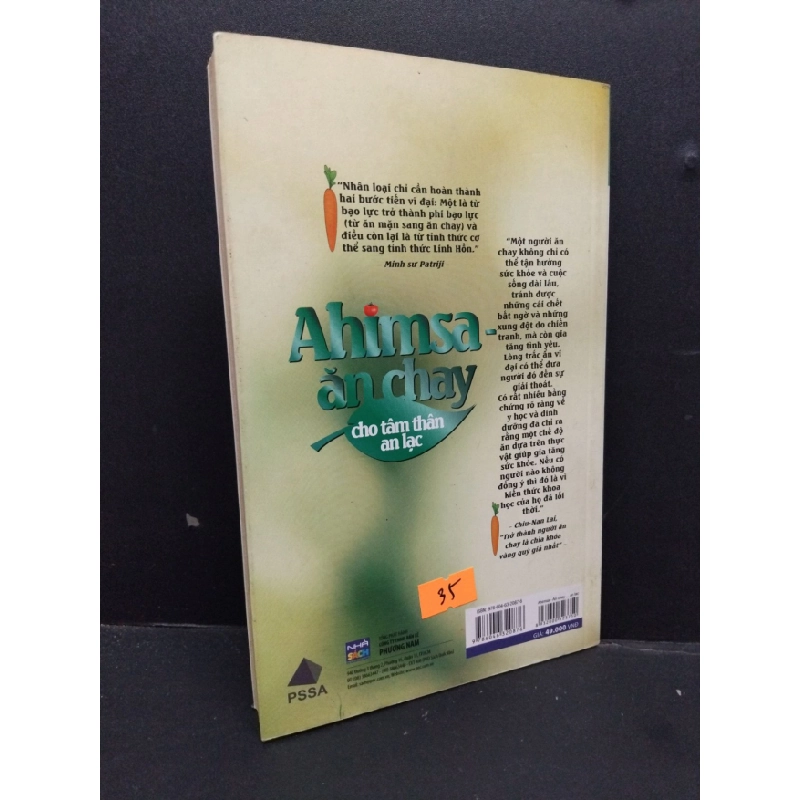 "Nhân loại chỉ cần hoàn thành
hai bước tiến vĩ đại: Một là từ
bạo lực trở thành phi bạo lực
(từ ăn mặn sang ăn chay) và
điều còn lại là từ tỉnh thức cơ
thể sang tỉnh thức Linh Hồn."
Minh sư Patriji
Ahimsa -
ăn chay
cho tâm thân
an lạc
"Một người ăn
chay không chỉ có
thể tận hưởng
sức khỏe và cuộc
sống dài lâu,
tránh được
những cái chết
bất ngờ và những
xung đột do chiến
tranh, mà còn gia
tăng tình yêu.
Lòng trắc ẩn vĩ
đại có thể đưa
người đó đến sự
giải thoát.
Có rất nhiều bằng
chứng rõ ràng về
y học và dinh
dưỡng đã chỉ ra
rằng một chế độ
ăn dựa trên thực
vật giúp gia tăng
sức khỏe. Nếu có
người nào không
đồng ý thì đó là vì
kiến thức khoa
học của họ đã lỗi
thời."
- Chiu-Nan Lai,
"Trở thành người ăn
chay là chìa khóa
vàng quý giá nhất" -
35
PSSA
NHÀ
SÁCH
PHƯƠNG NAM
GIÁ: 48.000 VNĐ